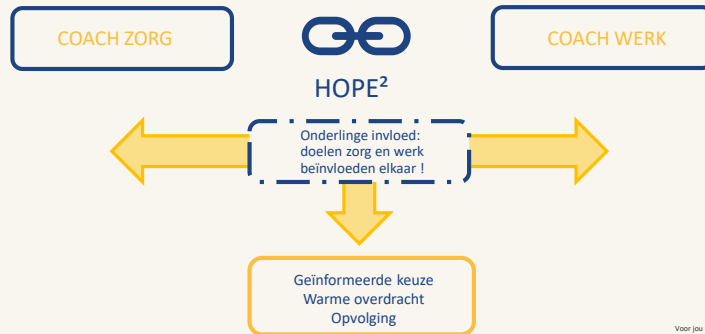 COACH ZORG
COACH WERK
HOPE²
Onderlinge invloed:
doelen zorg en werk
beïnvloeden elkaar !
Geïnformeerde keuze
Warme overdracht
Opvolging
Voor jou